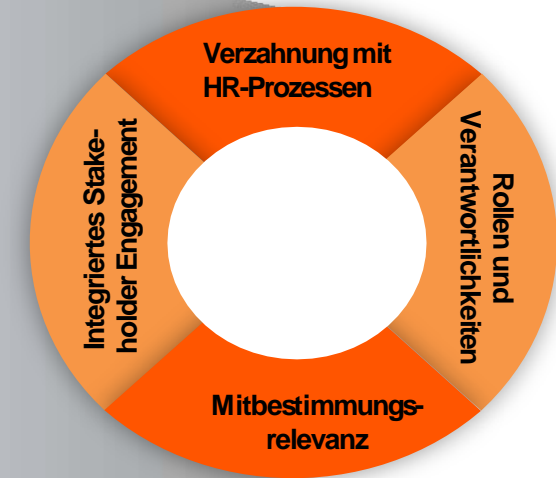 Verzahnung mit
HR-Prozessen
Rollen und
Verantwortlichkeiten
Mitbestimmungs-
relevanz
Integriertes Stake-
holder Engagement